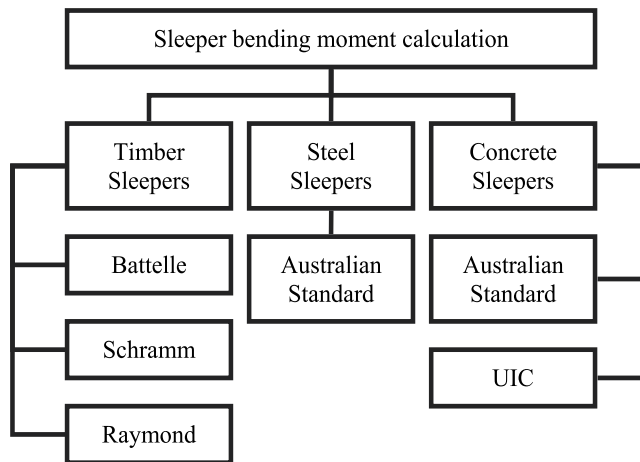 Sleeper bending moment calculation
Timber
Sleepers
Steel
Sleepers
Concrete
Sleepers
Battelle
Australian
Standard
Australian
Standard
Schramm
UIC
Raymond